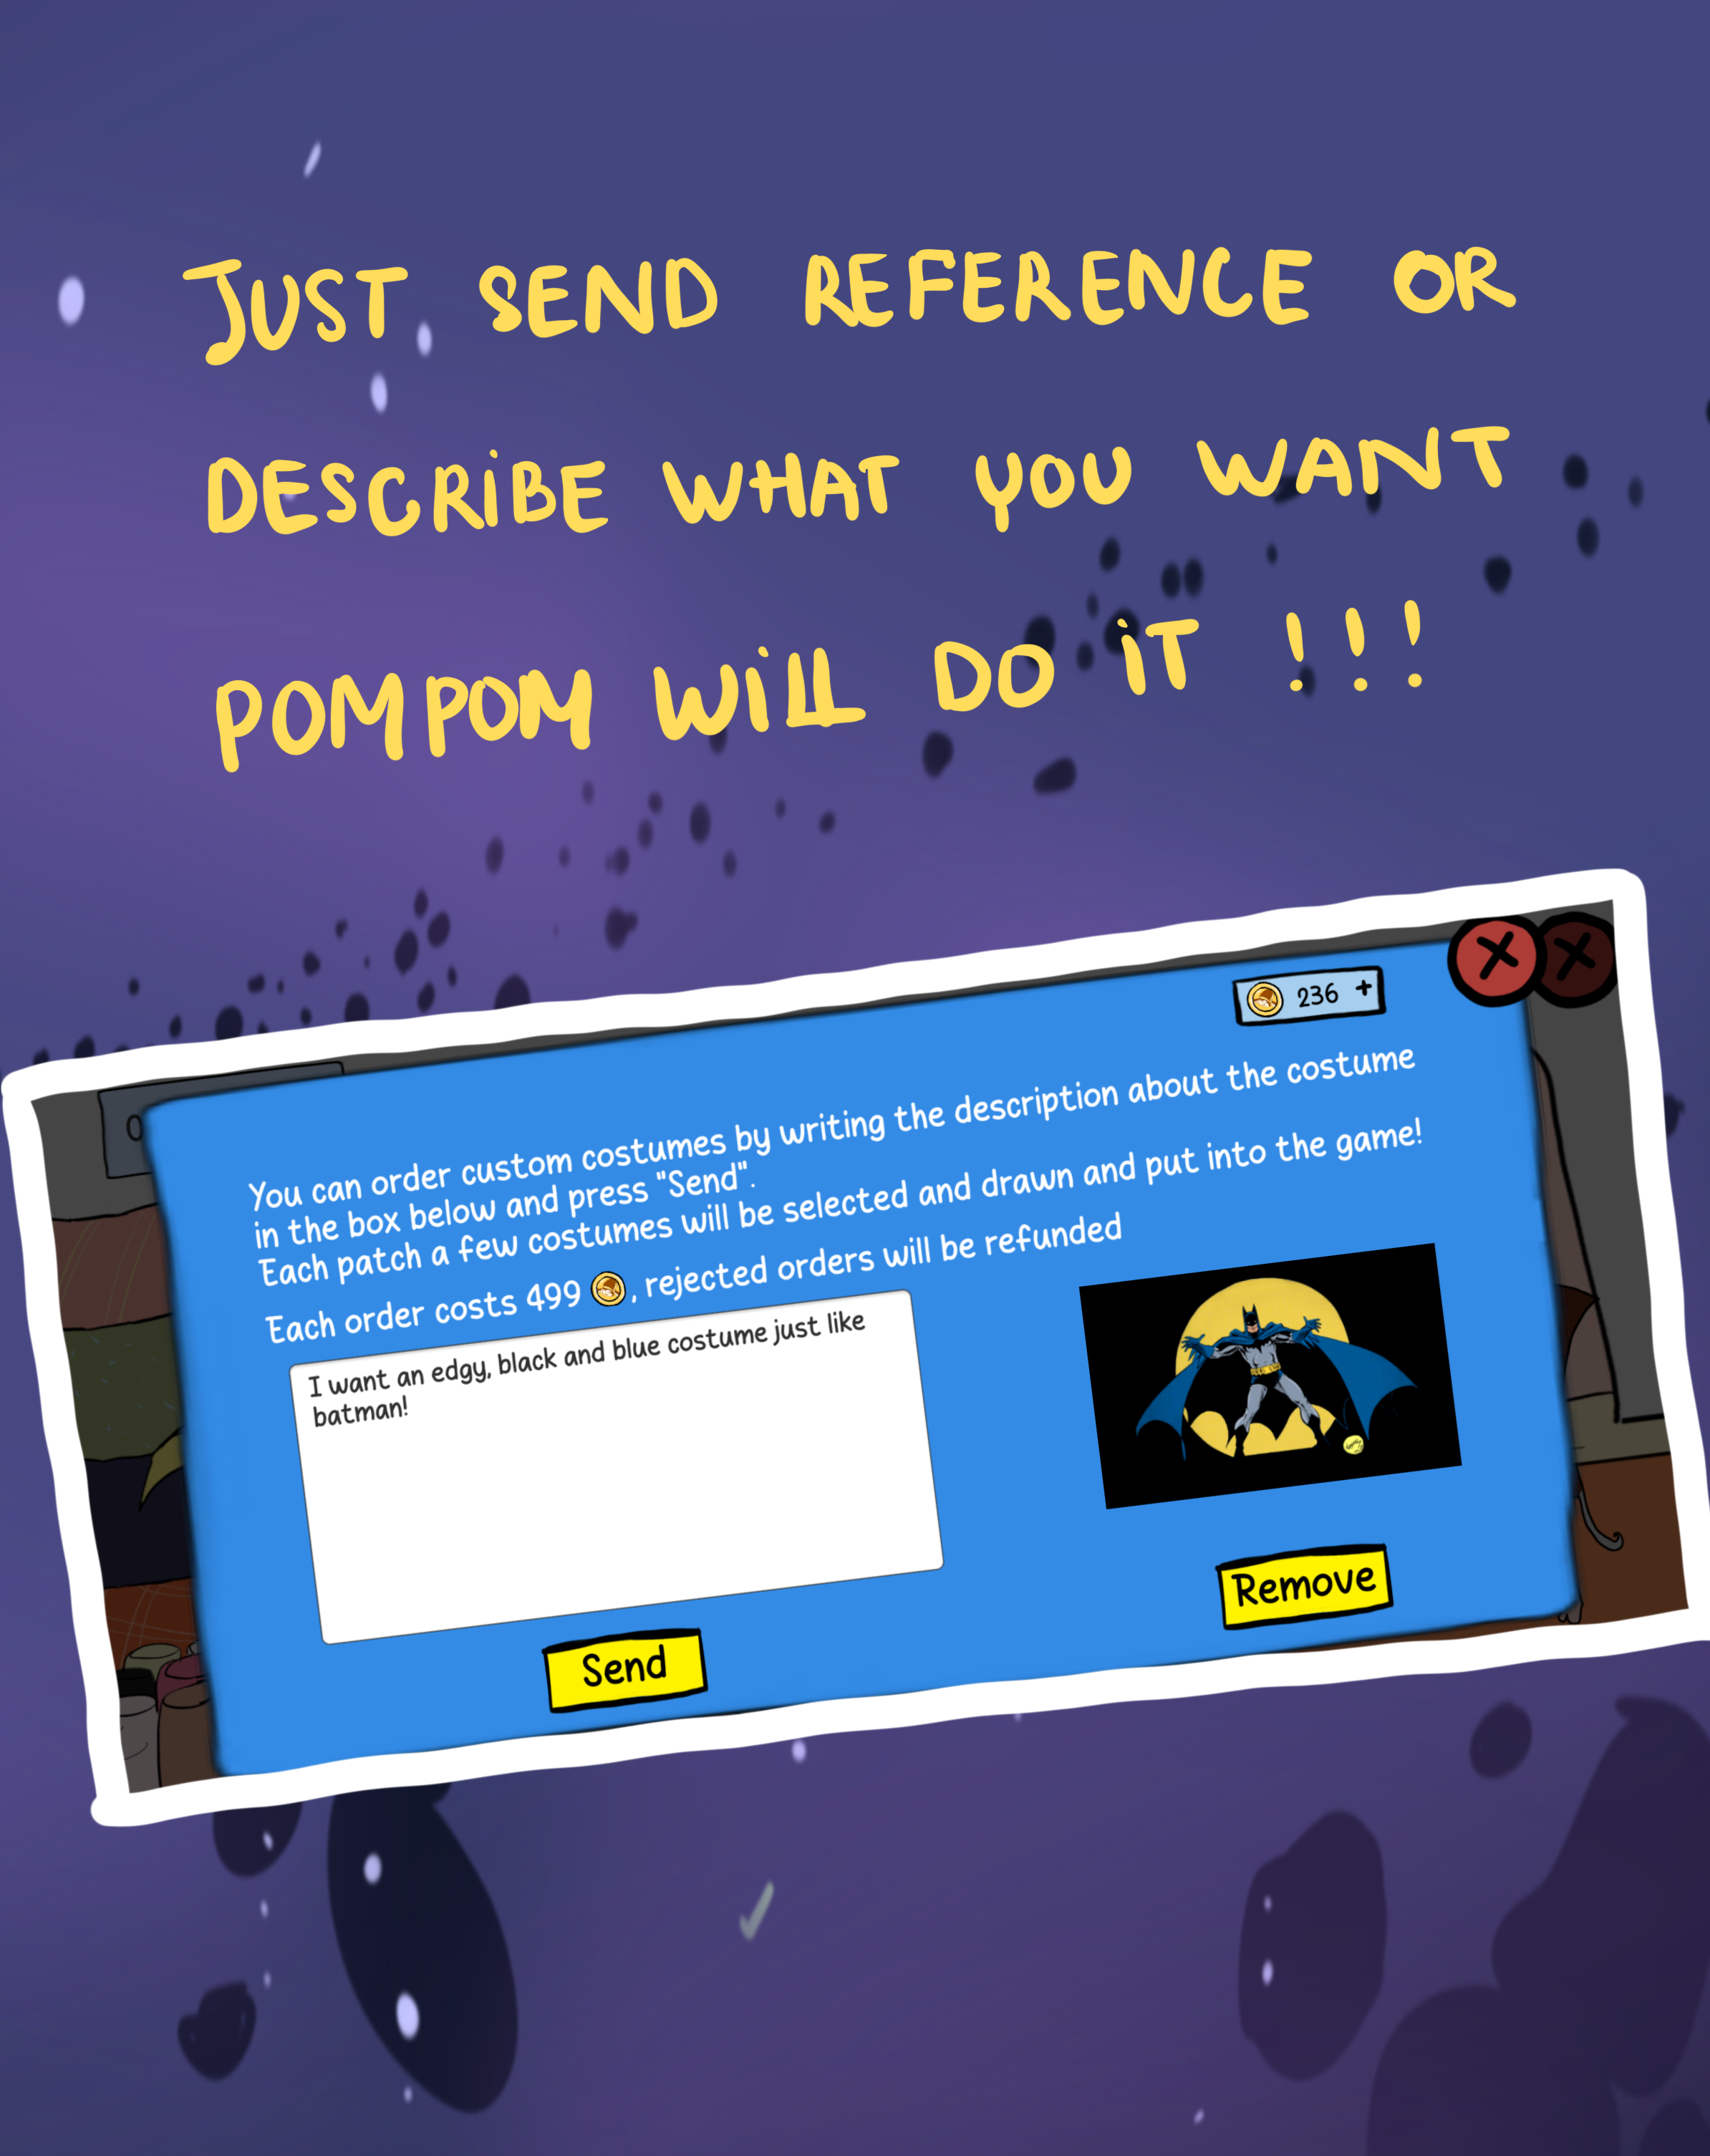 JUST SEND REFERENCE OR
DESCRIBE WHAT YOU WANT
POMPOM WILL DO IT !!!
236 +
You can order custom costumes by writing the description about the costume
in the box below and press "Send".
Each patch a few costumes will be selected and drawn and put into the game!
Each order costs 499 , rejected orders will be refunded
I want an edgy, black and blue costume just like
batman!
Remove
Send